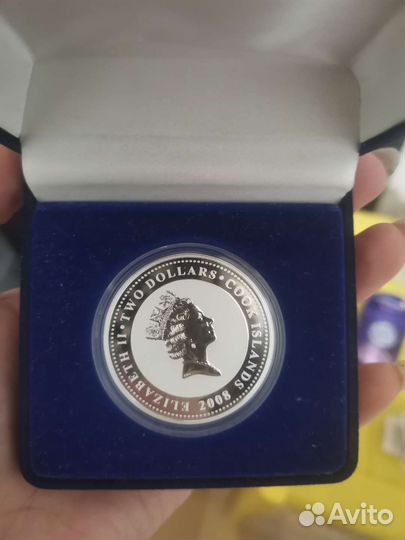 ELIZABETH II • TWO DOLLARS • COOK ISLANDS 2008
Avito